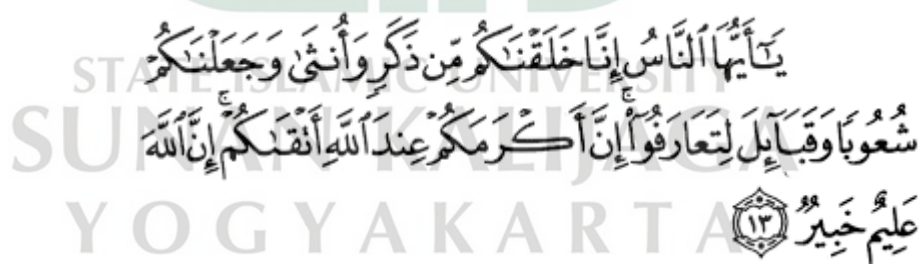 يَـٰٓأَيُّهَا ٱلنَّاسُ إِنَّا خَلَقْنَـٰكُم مِّن ذَكَرٍ وَأُنثَىٰ وَجَعَلْنَـٰكُمْ
STATE ISLAMIC UNIVERSITY
شُعُوبًا وَقَبَآئِلَ لِتَعَارَفُوٓا۟ ۚ إِنَّ أَكْرَمَكُمْ عِندَ ٱللَّهِ أَتْقَىٰكُمْ ۚ إِنَّ ٱللَّهَ
SUNAN KALIJAGA
عَلِيمٌ خَبِيرٌ ١٣
YOGYAKARTA